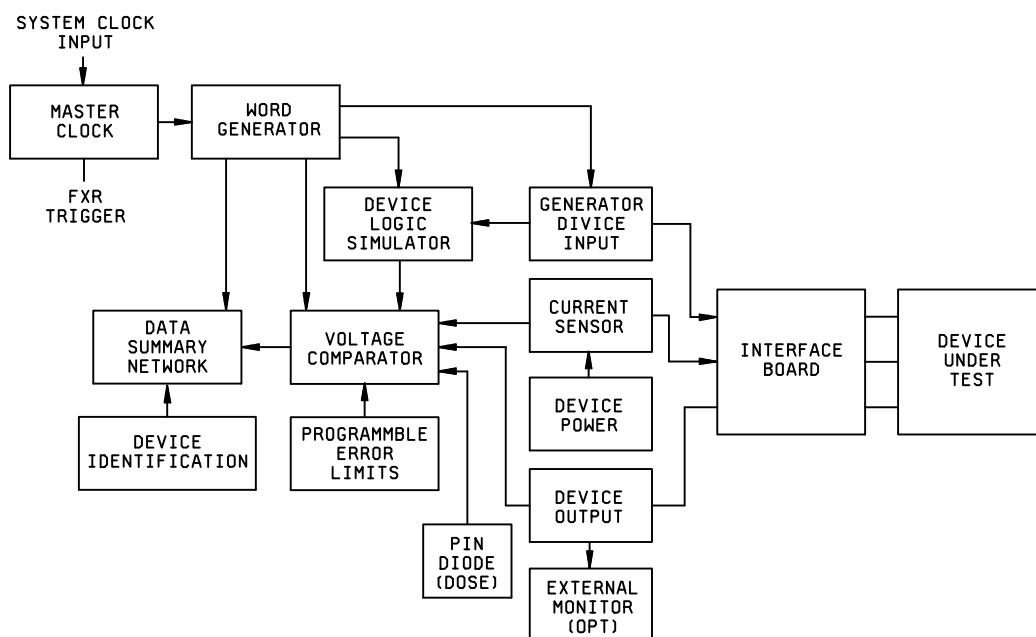 SYSTEM CLOCK
INPUT
MASTER
CLOCK
FXR
TRIGGER
WORD
GENERATOR
DEVICE
LOGIC
SIMULATOR
GENERATOR
DIVICE
INPUT
DATA
SUMMARY
NETWORK
VOLTAGE
COMPARATOR
CURRENT
SENSOR
INTERFACE
BOARD
DEVICE
UNDER
TEST
DEVICE
IDENTIFICATION
PROGRAMMBLE
ERROR
LIMITS
DEVICE
POWER
PIN
DIODE
(DOSE)
DEVICE
OUTPUT
EXTERNAL
MONITOR
(OPT)